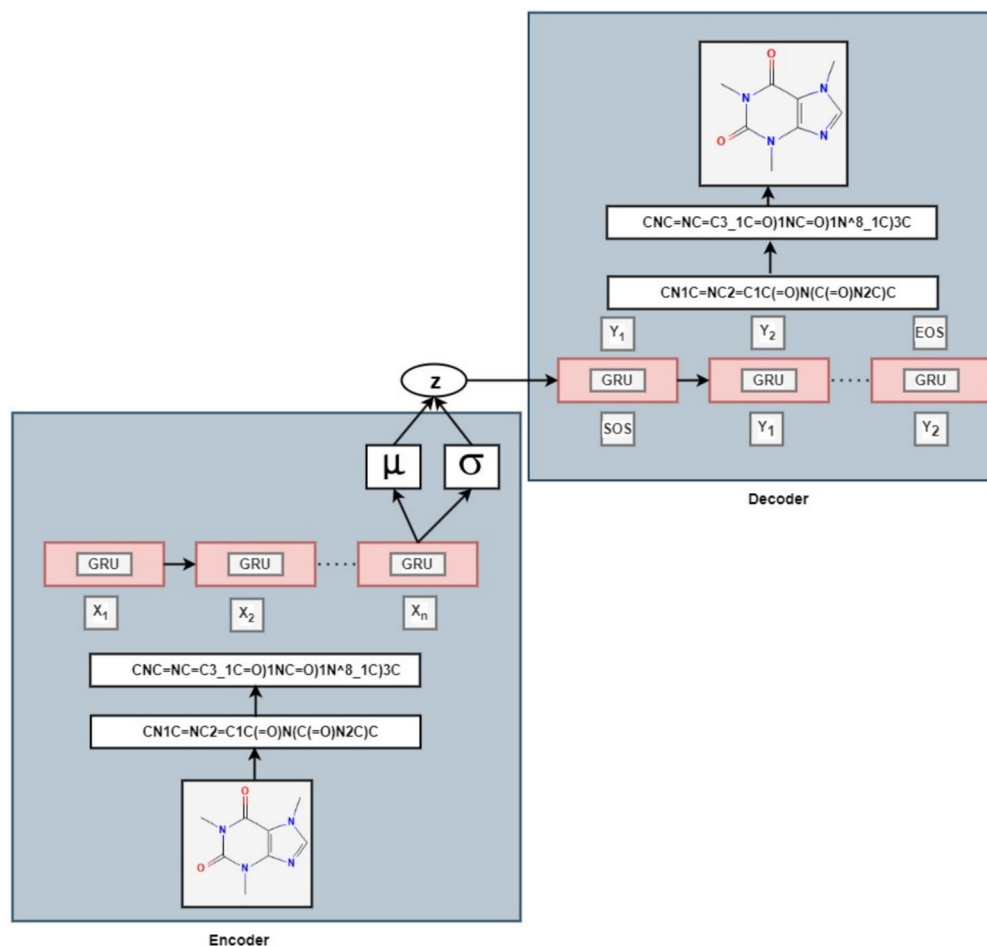 O
N
N
O
N
N
CNC=NC=C3_1C=O)1NC=O)1N^8_1C)3C
CN1C=NC2=C1C(=O)N(C(=O)N2C)C
Y1 Y2 EOS
GRU GRU GRU
SOS Y1 Y2
Decoder
z
μ σ
GRU GRU GRU
X1 X2 Xn
CNC=NC=C3_1C=O)1NC=O)1N^8_1C)3C
CN1C=NC2=C1C(=O)N(C(=O)N2C)C
O
N
N
O
N
N
Encoder